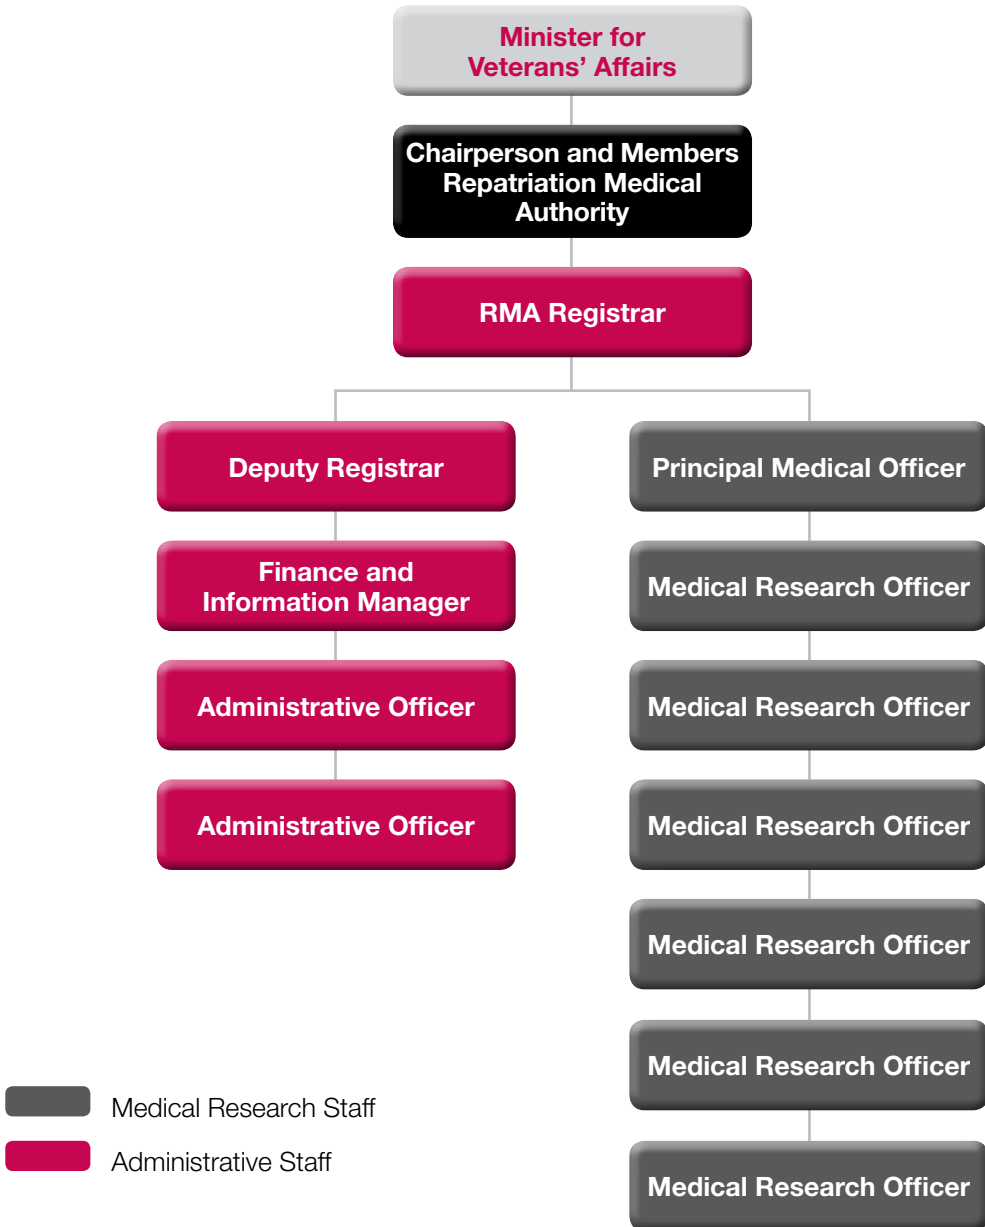 Minister for
Veterans’ Affairs
Chairperson and Members
Repatriation Medical
Authority
RMA Registrar
Deputy Registrar
Finance and
Information Manager
Administrative Officer
Administrative Officer
Principal Medical Officer
Medical Research Officer
Medical Research Officer
Medical Research Officer
Medical Research Officer
Medical Research Officer
Medical Research Officer
Medical Research Staff
Administrative Staff